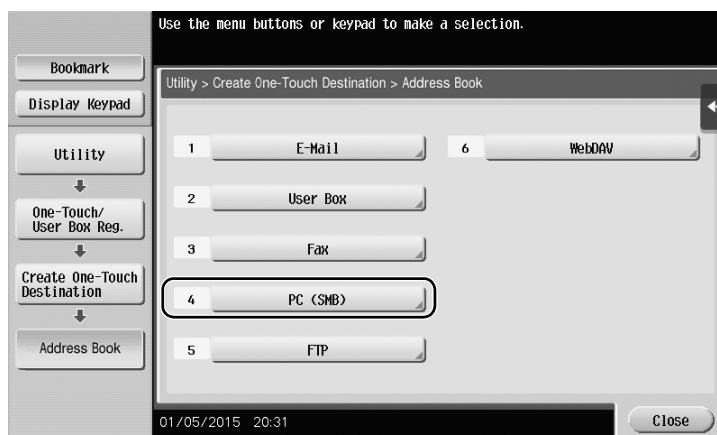 Use the menu buttons or keypad to make a selection.
Bookmark
Display Keypad
Utility
One-Touch/
User Box Reg.
Create One-Touch
Destination
Address Book
Utility > Create One-Touch Destination > Address Book
1 E-Mail
2 User Box
3 Fax
4 PC (SMB)
5 FTP
6 WebDAV
01/05/2015 20:31
Close